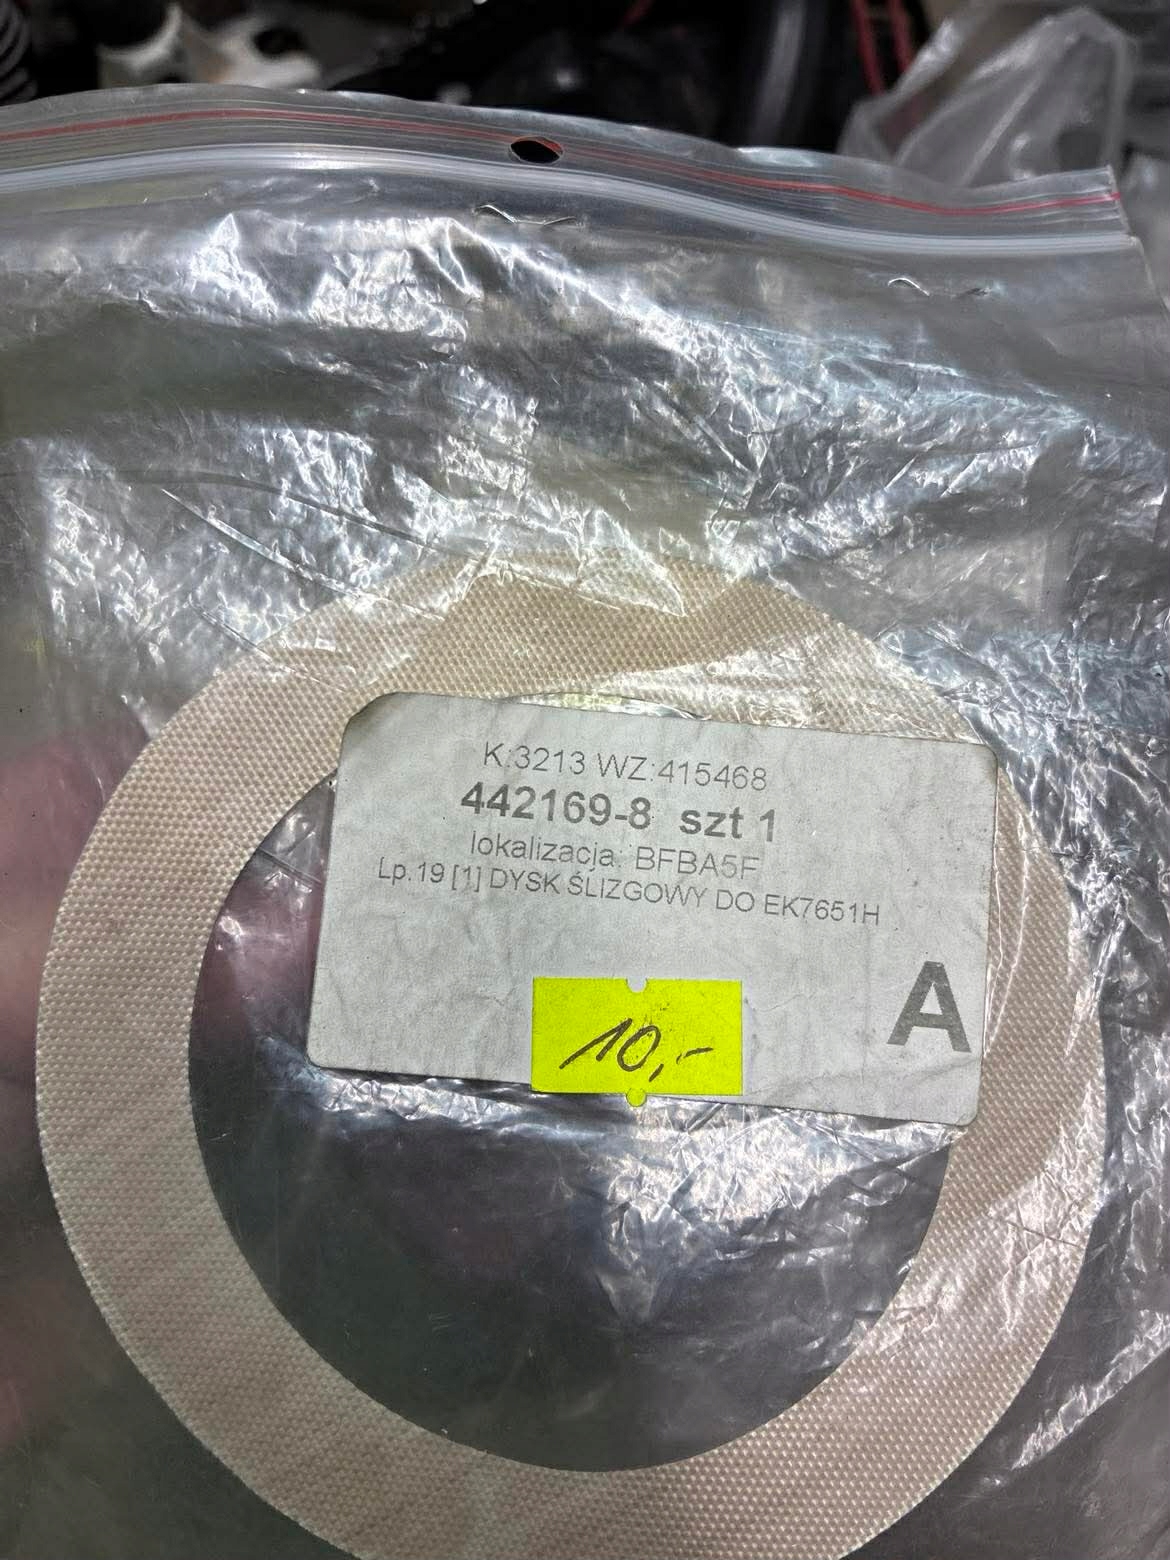 K:3213 WZ:415468
442169-8 szt 1
lokalizacja: BFBA5F
Lp.19 [1] DYSK ŚLIZGOWY DO EK7651H
A
10,-